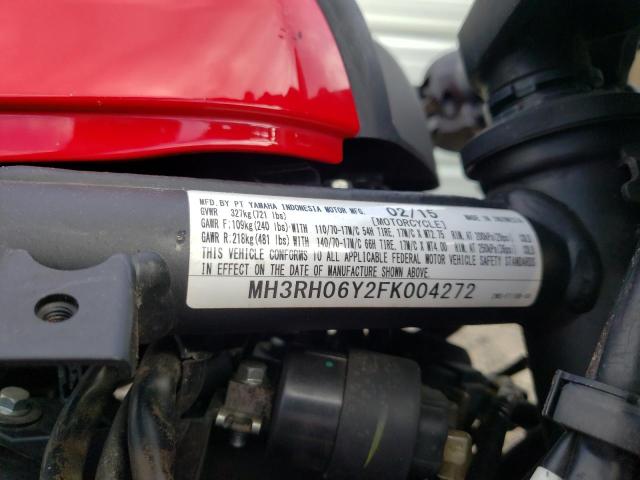 MFD.BY PT YAMAHA INDONESIA MOTOR MFG. 02/15 MADE IN INDONESIA
GVWR 327kg(721 lbs) [MOTORCYCLE]
GAWR F:109kg(240 lbs)WITH 110/70-17M/C 54H TIRE, 17M/C X MT2.75 RIM, AT 200kPa(29psi) COLD
GAWR R:218kg(481 lbs)WITH 140/70-17M/C 66H TIRE, 17M/C X MT4.00 RIM, AT COLD
THIS VEHICLE CONFORMS TO ALL APPLICABLE FEDERAL MOTOR VEHICLE SAFETY STANDARDS
IN EFFECT ON THE DATE OF MANUFACTURE SHOWN ABOVE.
MH3RH06Y2FK004272